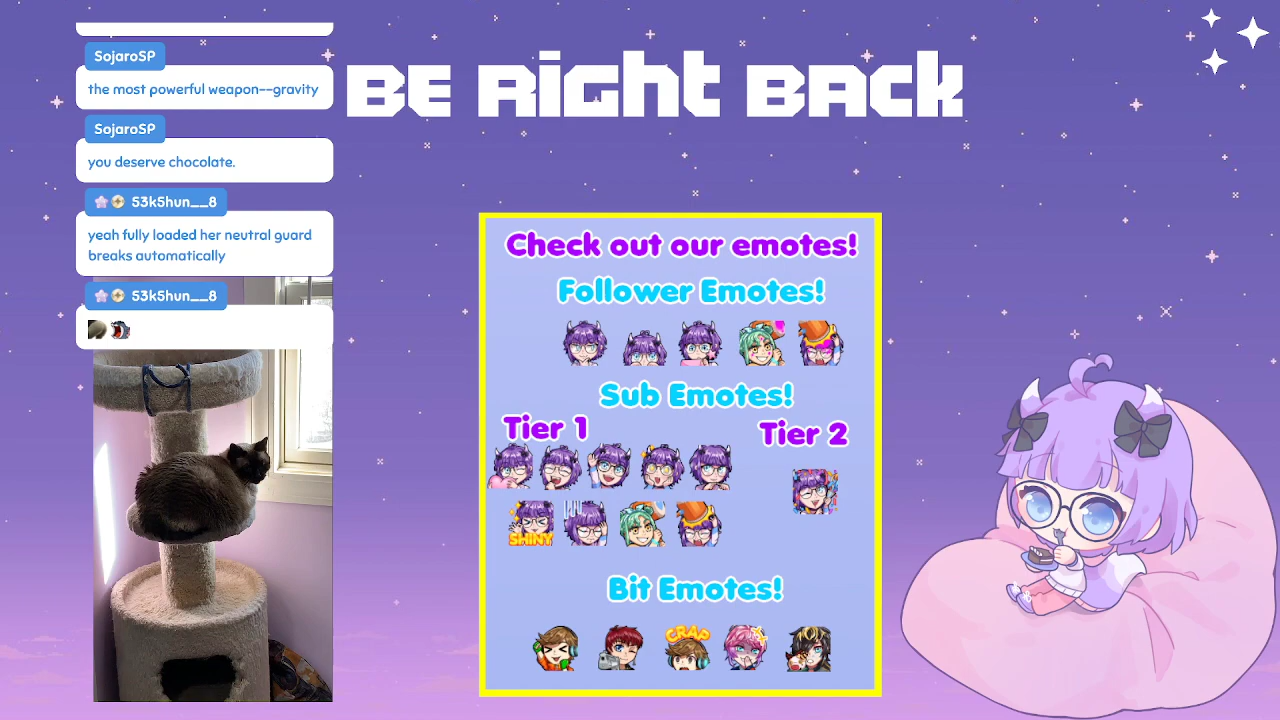 SojaroSP
the most powerful weapon--gravity
SojaroSP
you deserve chocolate.
53k5hun__8
yeah fully loaded her neutral guard
breaks automatically
53k5hun__8
BE Right BACK
Check out our emotes!
Follower Emotes!
Sub Emotes!
Tier 1
Tier 2
SHINY
Bit Emotes!
CRAP